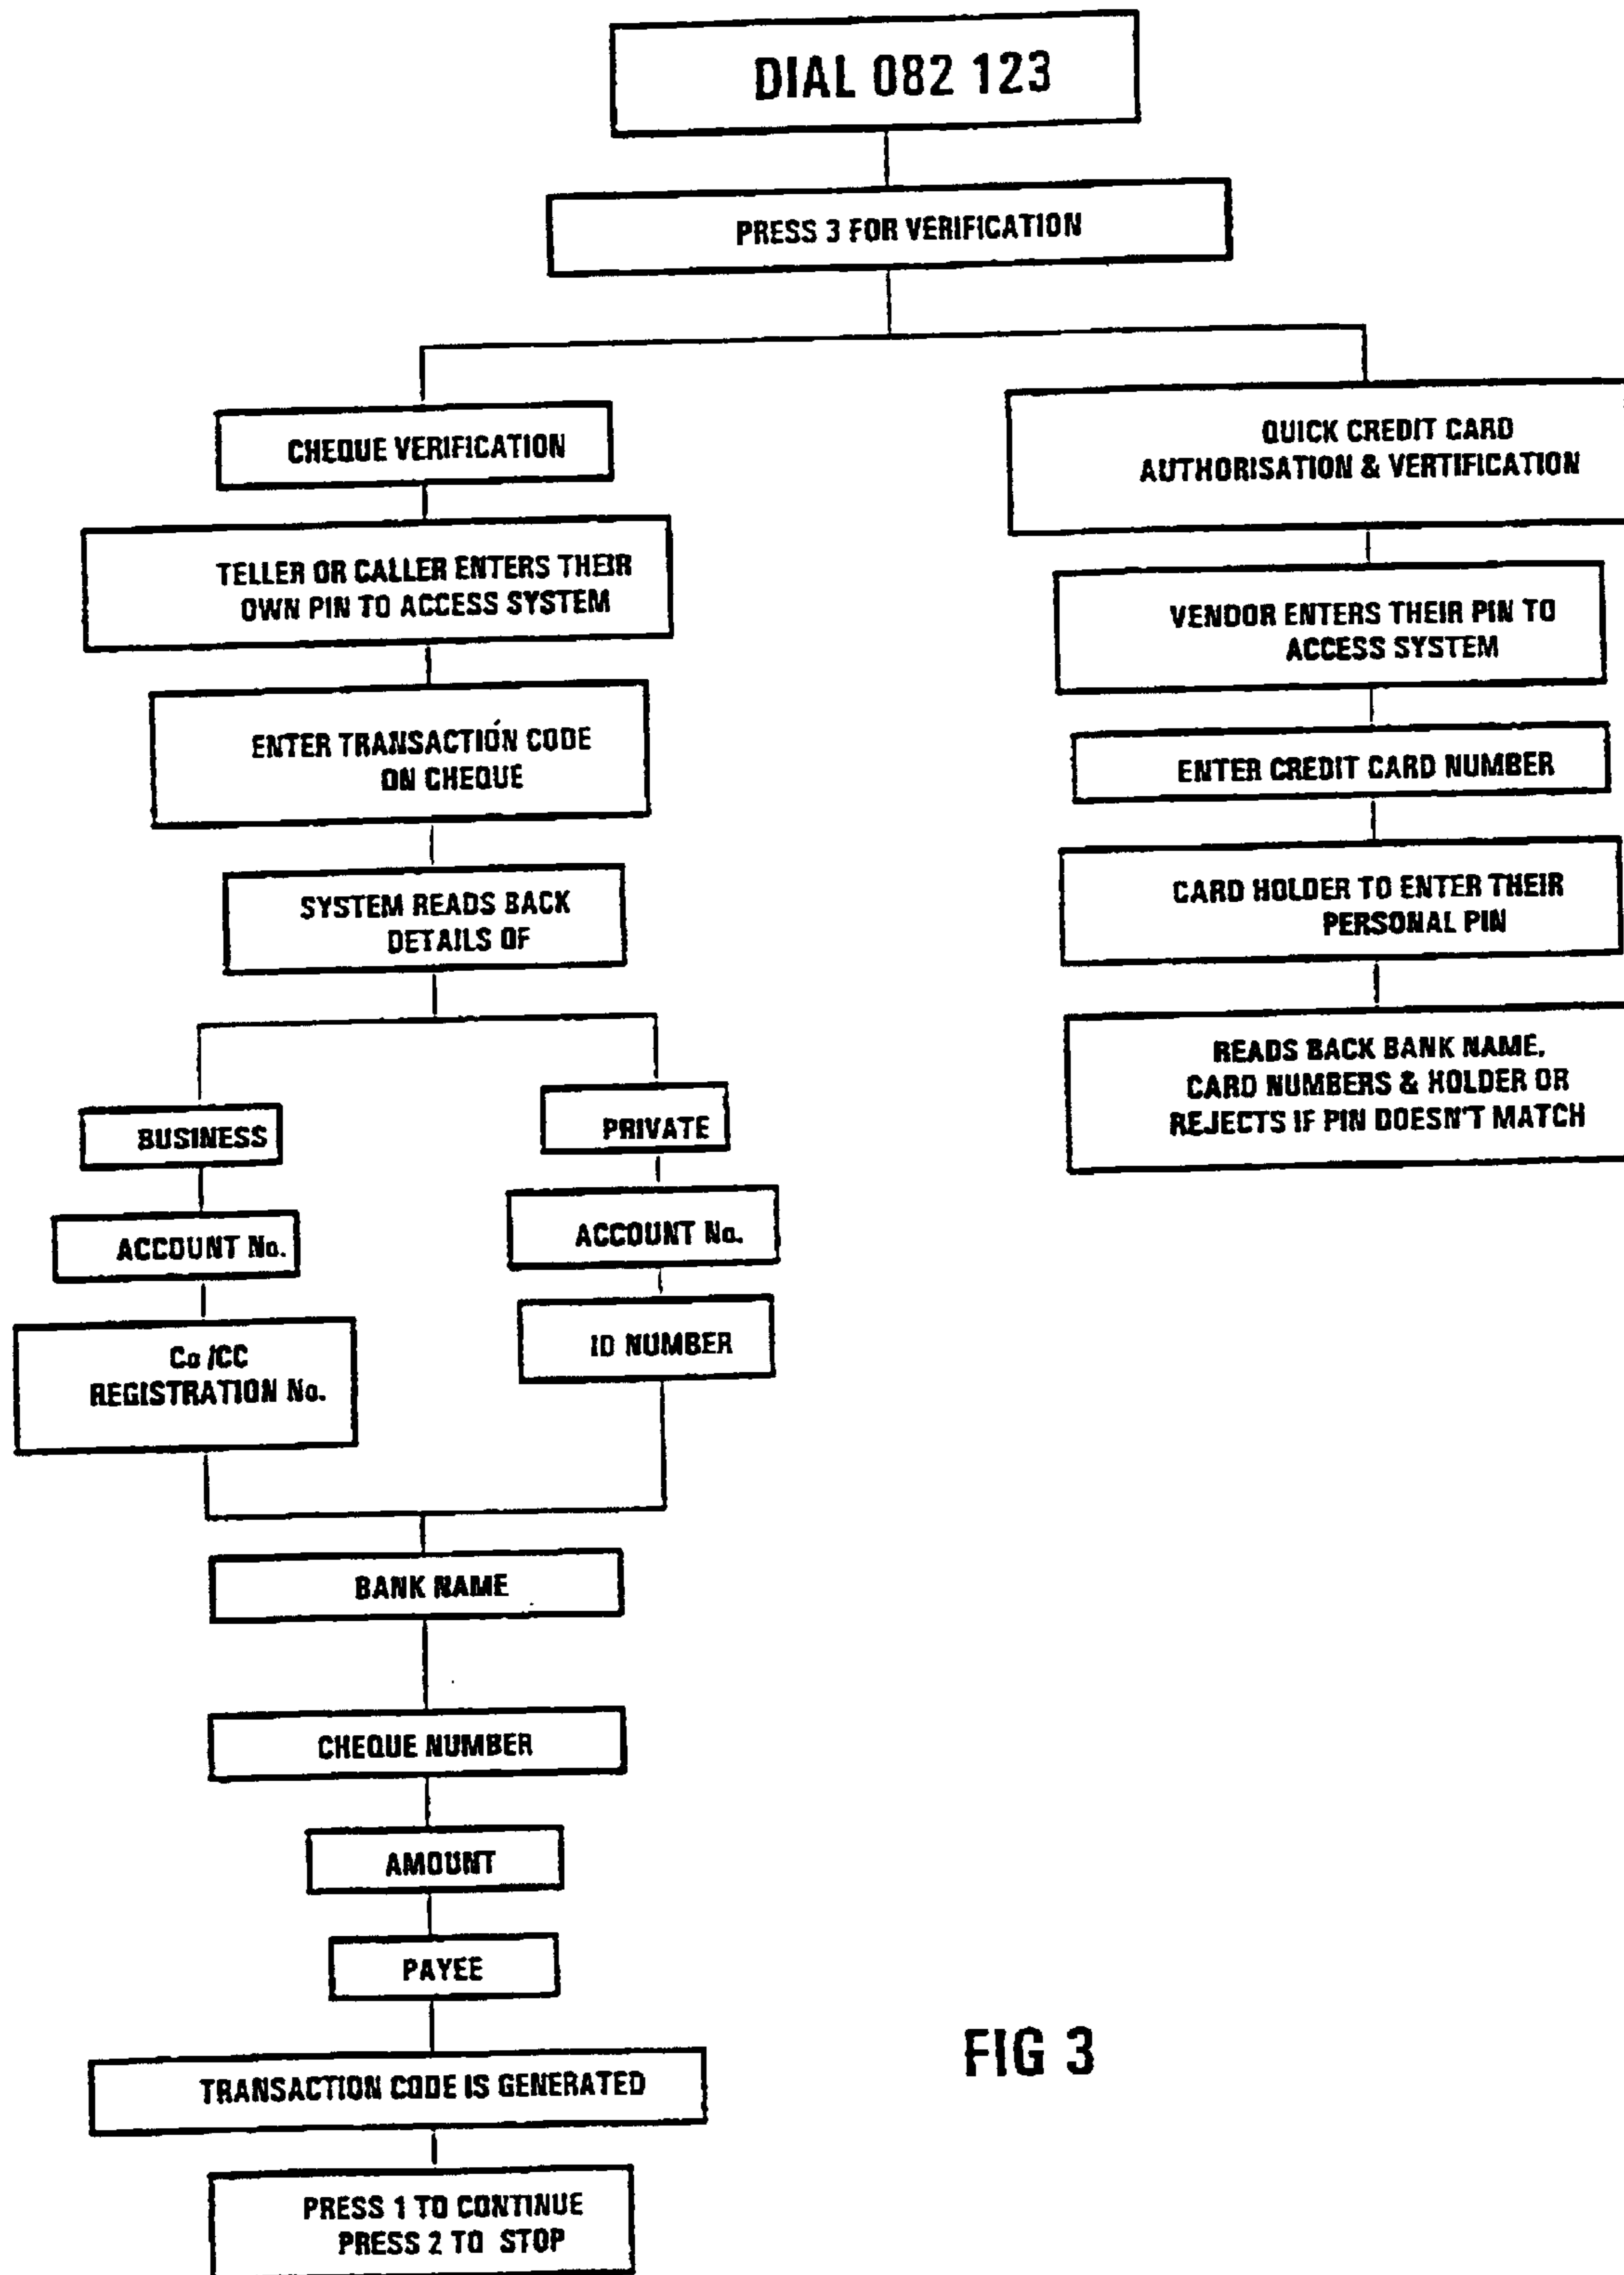 DIAL 082 123
PRESS 3 FOR VERIFICATION
CHEQUE VERIFICATION
TELLER OR CALLER ENTERS THEIR
OWN PIN TO ACCESS SYSTEM
ENTER TRANSACTION CODE
ON CHEQUE
SYSTEM READS BACK
DETAILS OF
BUSINESS
ACCOUNT No.
Co /CC
REGISTRATION No.
PRIVATE
ACCOUNT No.
ID NUMBER
BANK NAME
CHEQUE NUMBER
AMOUNT
PAYEE
TRANSACTION CODE IS GENERATED
PRESS 1 TO CONTINUE
PRESS 2 TO STOP
QUICK CREDIT CARD
AUTHORISATION & VERTIFICATION
VENDOR ENTERS THEIR PIN TO
ACCESS SYSTEM
ENTER CREDIT CARD NUMBER
CARD HOLDER TO ENTER THEIR
PERSONAL PIN
READS BACK BANK NAME,
CARD NUMBERS & HOLDER OR
REJECTS IF PIN DOESN'T MATCH
FIG 3